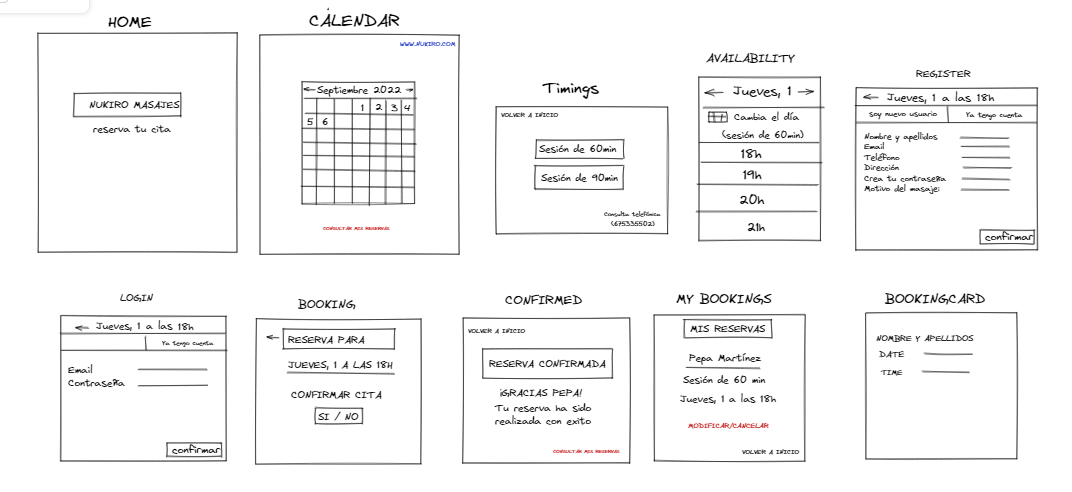 HOME
NUKIRO MASAJES
reserva tu cita
CALENDAR
WWW.NUKIRO.COM
← Septiembre 2022 →
1 2 3 4
5 6
CONSULTAR MIS RESERVAS
Timings
VOLVER A INICIO
Sesión de 60min
Sesión de 90min
Consulta telefónica
(675335502)
AVAILABILITY
← Jueves, 1 →
Cambia el día
(sesión de 60min)
18h
19h
20h
21h
REGISTER
← Jueves, 1 a las 18h
Soy nuevo usuario Ya tengo cuenta
Nombre y apellidos
Email
Teléfono
Dirección
Crea tu contraseña
Motivo del masaje:
confirmar
LOGIN
← Jueves, 1 a las 18h
Ya tengo cuenta
Email
Contraseña
confirmar
BOOKING
← RESERVA PARA
JUEVES, 1 A LAS 18H
CONFIRMAR CITA
SI / NO
CONFIRMED
VOLVER A INICIO
RESERVA CONFIRMADA
¡GRACIAS PEPA!
Tu reserva ha sido
realizada con exito
CONSULTAR MIS RESERVAS
MY BOOKINGS
MIS RESERVAS
Pepa Martínez
Sesión de 60 min
Jueves, 1 a las 18h
MODIFICAR/CANCELAR
VOLVER A INICIO
BOOKINGCARD
NOMBRE Y APELLIDOS
DATE
TIME